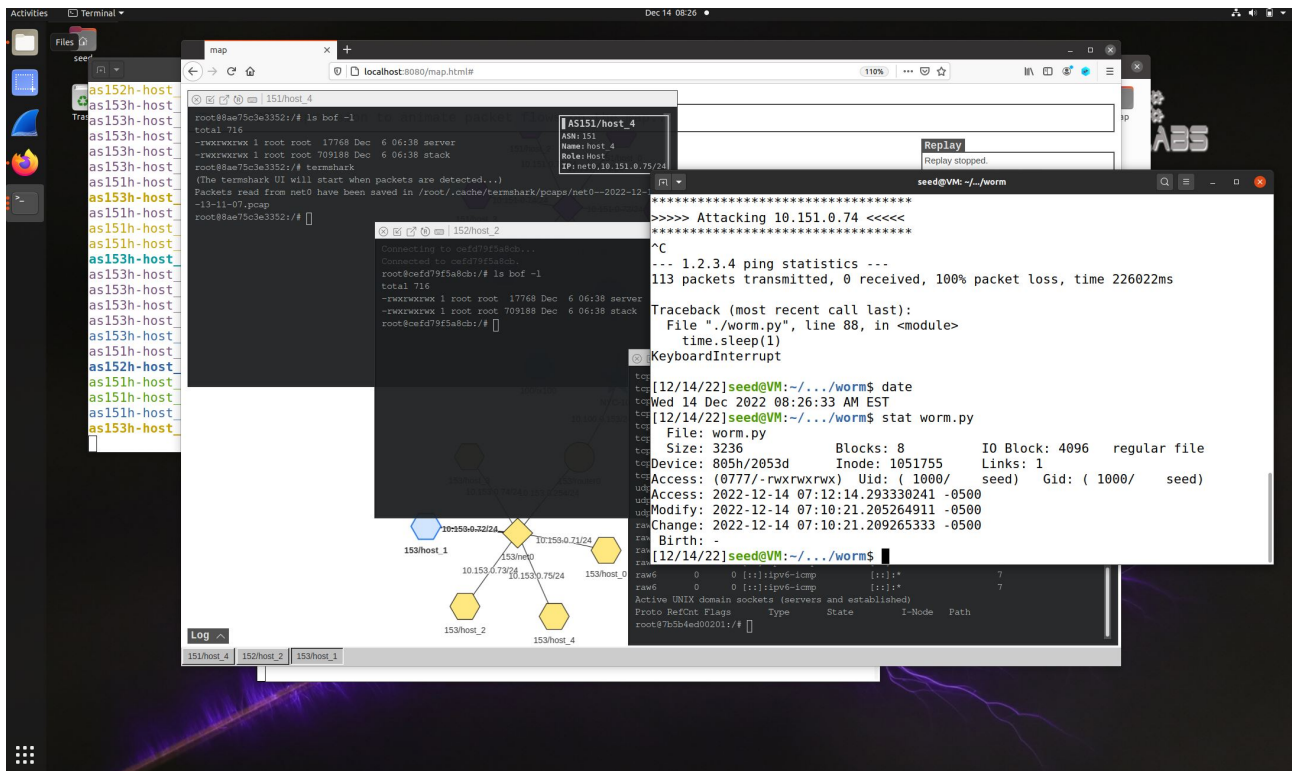 Activities
Terminal
Dec 14 08:26
Files
seed
as152h-host_
as153h-host_
as153h-host_
as153h-host_
as153h-host_
as153h-host_
as151h-host_
as153h-host_
as151h-host_
as151h-host_
as151h-host_
as153h-host_
as153h-host_
as153h-host_
as153h-host_
as153h-host_
as153h-host_
as151h-host_
as152h-host_
as151h-host_
as151h-host_
as151h-host_
as153h-host_
map
localhost:8080/map.html#
110%
151/host_4
root@8ae75c3e3352:/# ls bof -l
total 716
-rwxrwxrwx 1 root root  17768 Dec  6 06:38 server
-rwxrwxrwx 1 root root 709188 Dec  6 06:38 stack
root@8ae75c3e3352:/# termshark
(The termshark UI will start when packets are detected...)
Packets read from net0 have been saved in /root/.cache/termshark/pcaps/net0--2022-12-1
-13-11-07.pcap
root@8ae75c3e3352:/#
AS151/host_4
ASN: 151
Name: host_4
Role: Host
IP: net0,10.151.0.75/24
Replay
Replay stopped.
152/host_2
Connecting to cefd79f5a8cb...
Connected to cefd79f5a8cb.
root@cefd79f5a8cb:/# ls bof -l
total 716
-rwxrwxrwx 1 root root  17768 Dec  6 06:38 server
-rwxrwxrwx 1 root root 709188 Dec  6 06:38 stack
root@cefd79f5a8cb:/#
seed@VM: ~/.../worm
***********************************
>>>>> Attacking 10.151.0.74 <<<<<
***********************************
^C
--- 1.2.3.4 ping statistics ---
113 packets transmitted, 0 received, 100% packet loss, time 226022ms
Traceback (most recent call last):
File "./worm.py", line 88, in <module>
time.sleep(1)
KeyboardInterrupt
[12/14/22]seed@VM:~/.../worm$ date
Wed 14 Dec 2022 08:26:33 AM EST
[12/14/22]seed@VM:~/.../worm$ stat worm.py
File: worm.py
Size: 3236            Blocks: 8          IO Block: 4096   regular file
Device: 805h/2053d      Inode: 1051755     Links: 1
Access: (0777/-rwxrwxrwx)  Uid: ( 1000/    seed)   Gid: ( 1000/    seed)
Access: 2022-12-14 07:12:14.293330241 -0500
Modify: 2022-12-14 07:10:21.205264911 -0500
Change: 2022-12-14 07:10:21.209265333 -0500
Birth: -
[12/14/22]seed@VM:~/.../worm$
10.153.0.72/24
10.153.0.71/24
153/host_1
153/net0
153/host_0
10.153.0.73/24
10.153.0.75/24
153/host_2
153/host_4
raw6       0      0 [::]:ipv6-icmp          [::]:*                  7
raw6       0      0 [::]:ipv6-icmp          [::]:*                  7
Active UNIX domain sockets (servers and established)
Proto RefCnt Flags       Type       State         I-Node   Path
root@7b5b4ed00201:/#
Log
151/host_4
152/host_2
153/host_1